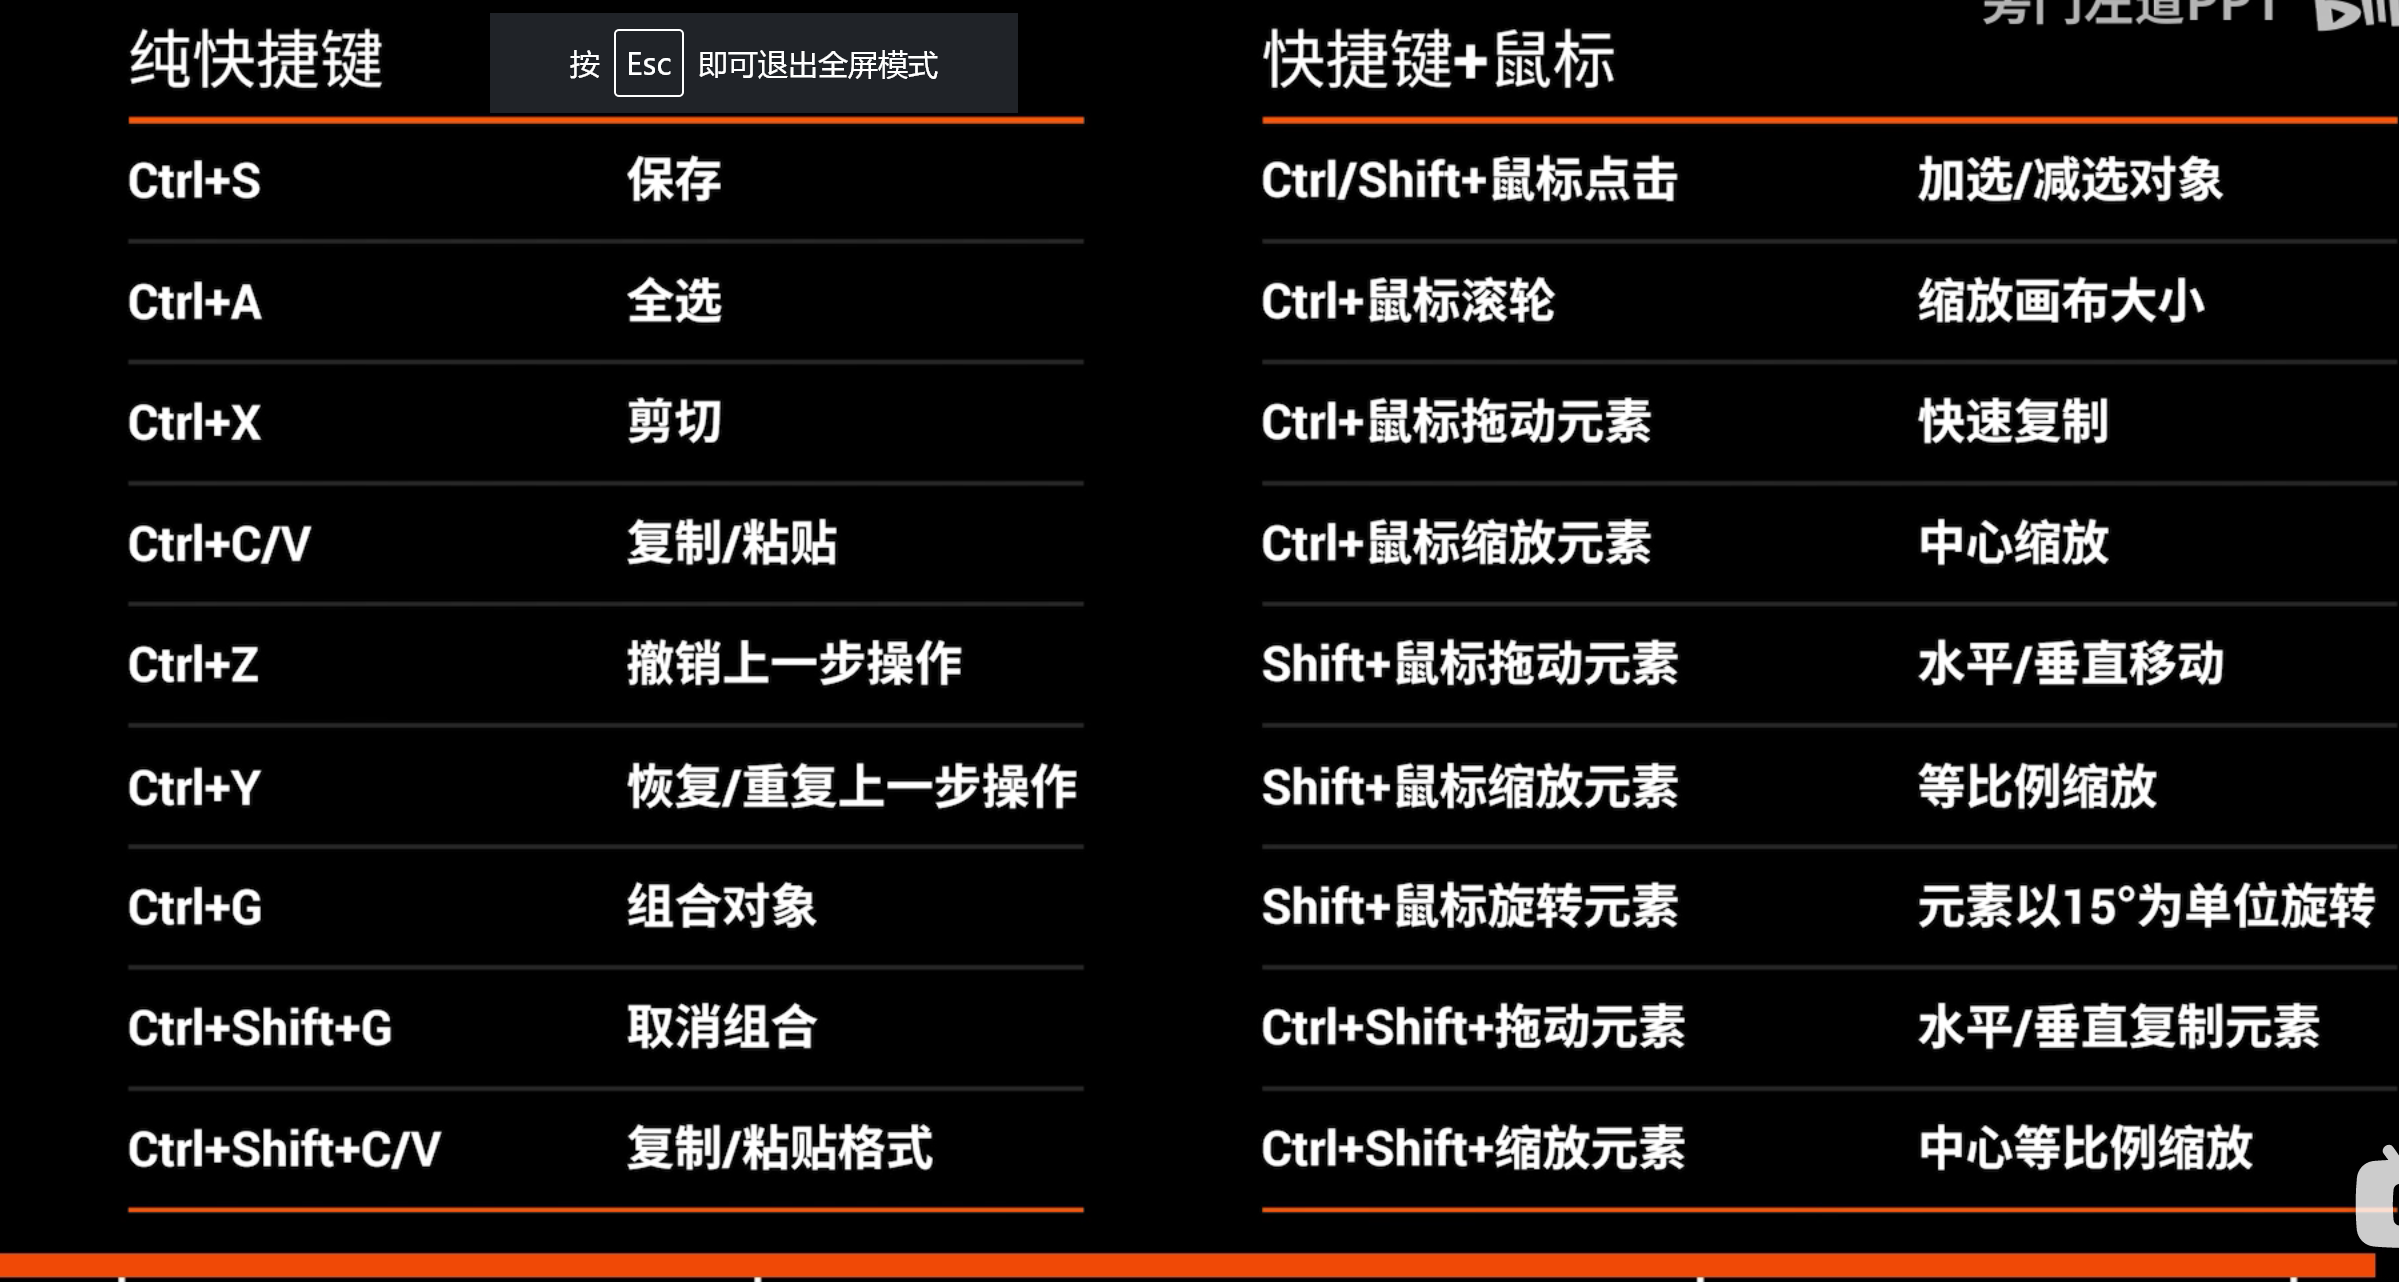 旁门左道PPT
纯快捷键
按 Esc 即可退出全屏模式
快捷键+鼠标
Ctrl+S 保存
Ctrl+A 全选
Ctrl+X 剪切
Ctrl+C/V 复制/粘贴
Ctrl+Z 撤销上一步操作
Ctrl+Y 恢复/重复上一步操作
Ctrl+G 组合对象
Ctrl+Shift+G 取消组合
Ctrl+Shift+C/V 复制/粘贴格式
Ctrl/Shift+鼠标点击 加选/减选对象
Ctrl+鼠标滚轮 缩放画布大小
Ctrl+鼠标拖动元素 快速复制
Ctrl+鼠标缩放元素 中心缩放
Shift+鼠标拖动元素 水平/垂直移动
Shift+鼠标缩放元素 等比例缩放
Shift+鼠标旋转元素 元素以15°为单位旋转
Ctrl+Shift+拖动元素 水平/垂直复制元素
Ctrl+Shift+缩放元素 中心等比例缩放